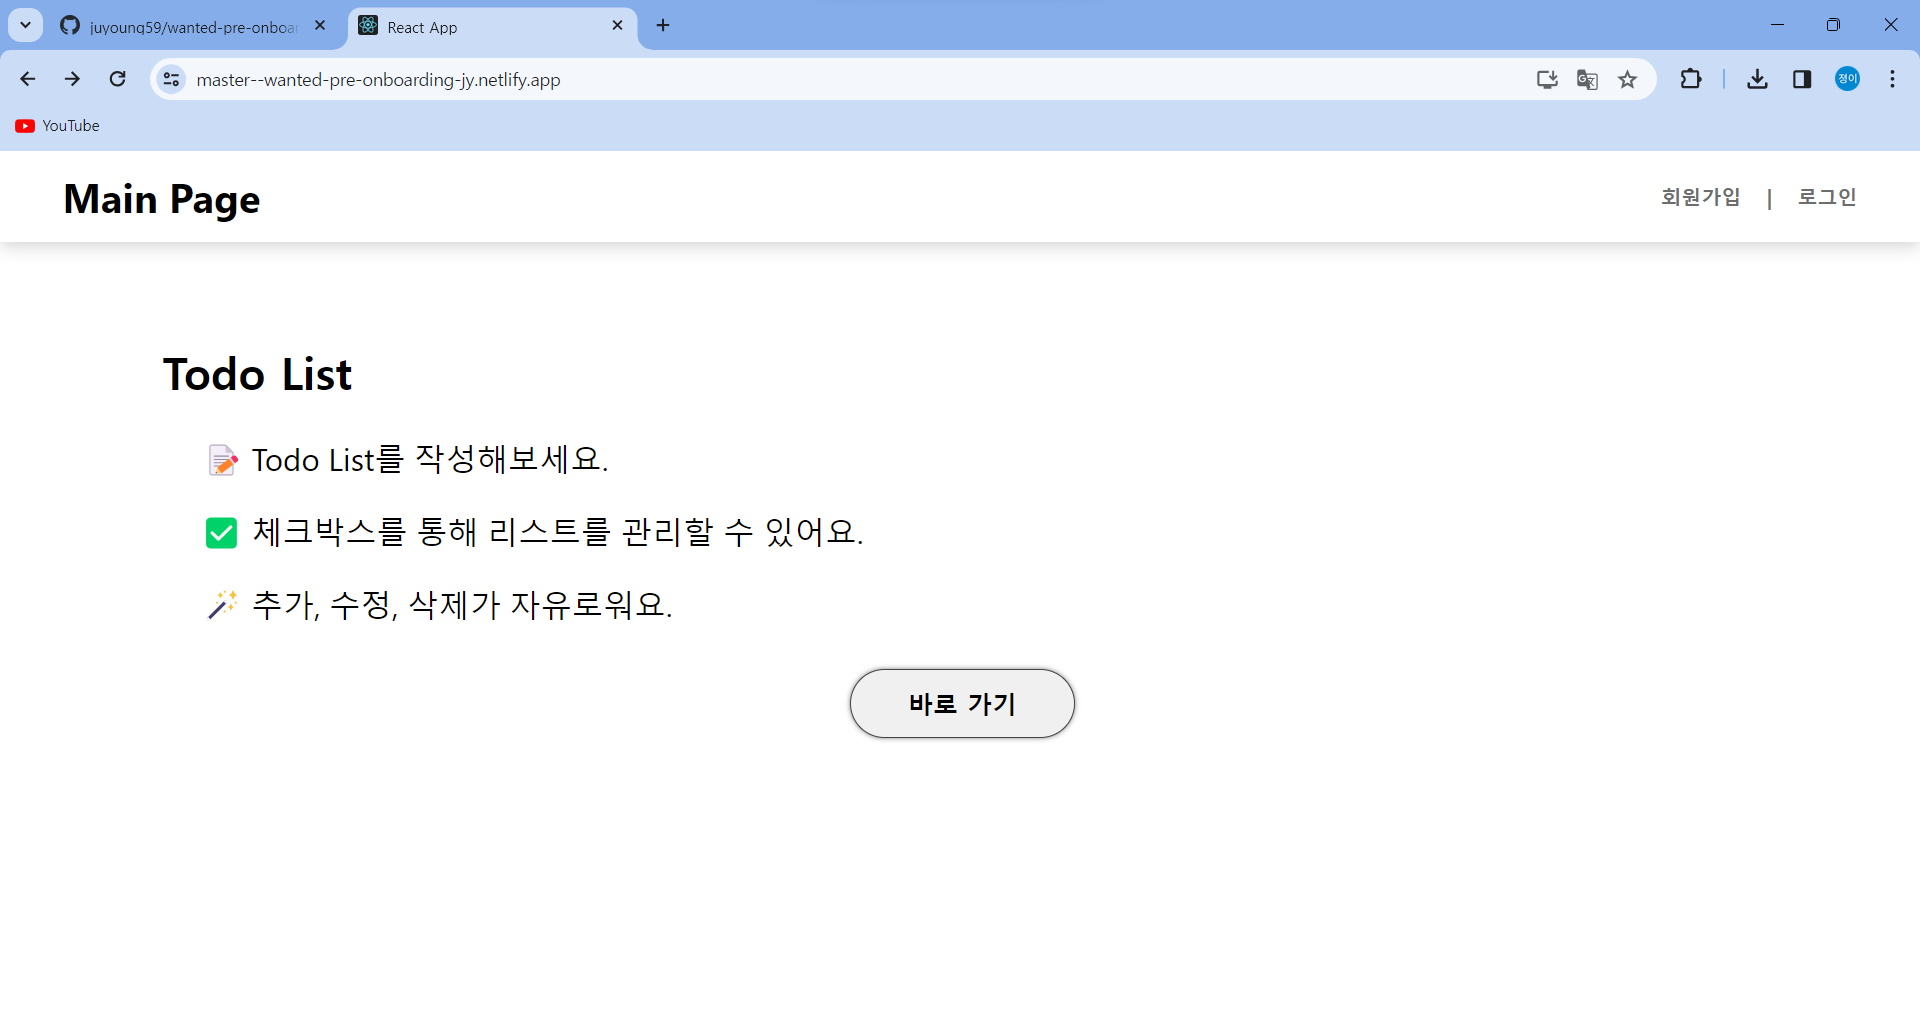 juyoung59/wanted-pre-onboa
React App
master--wanted-pre-onboarding-jy.netlify.app
정이
YouTube
Main Page
회원가입 | 로그인
Todo List
📝 Todo List를 작성해보세요.
✅ 체크박스를 통해 리스트를 관리할 수 있어요.
🪄 추가, 수정, 삭제가 자유로워요.
바로 가기